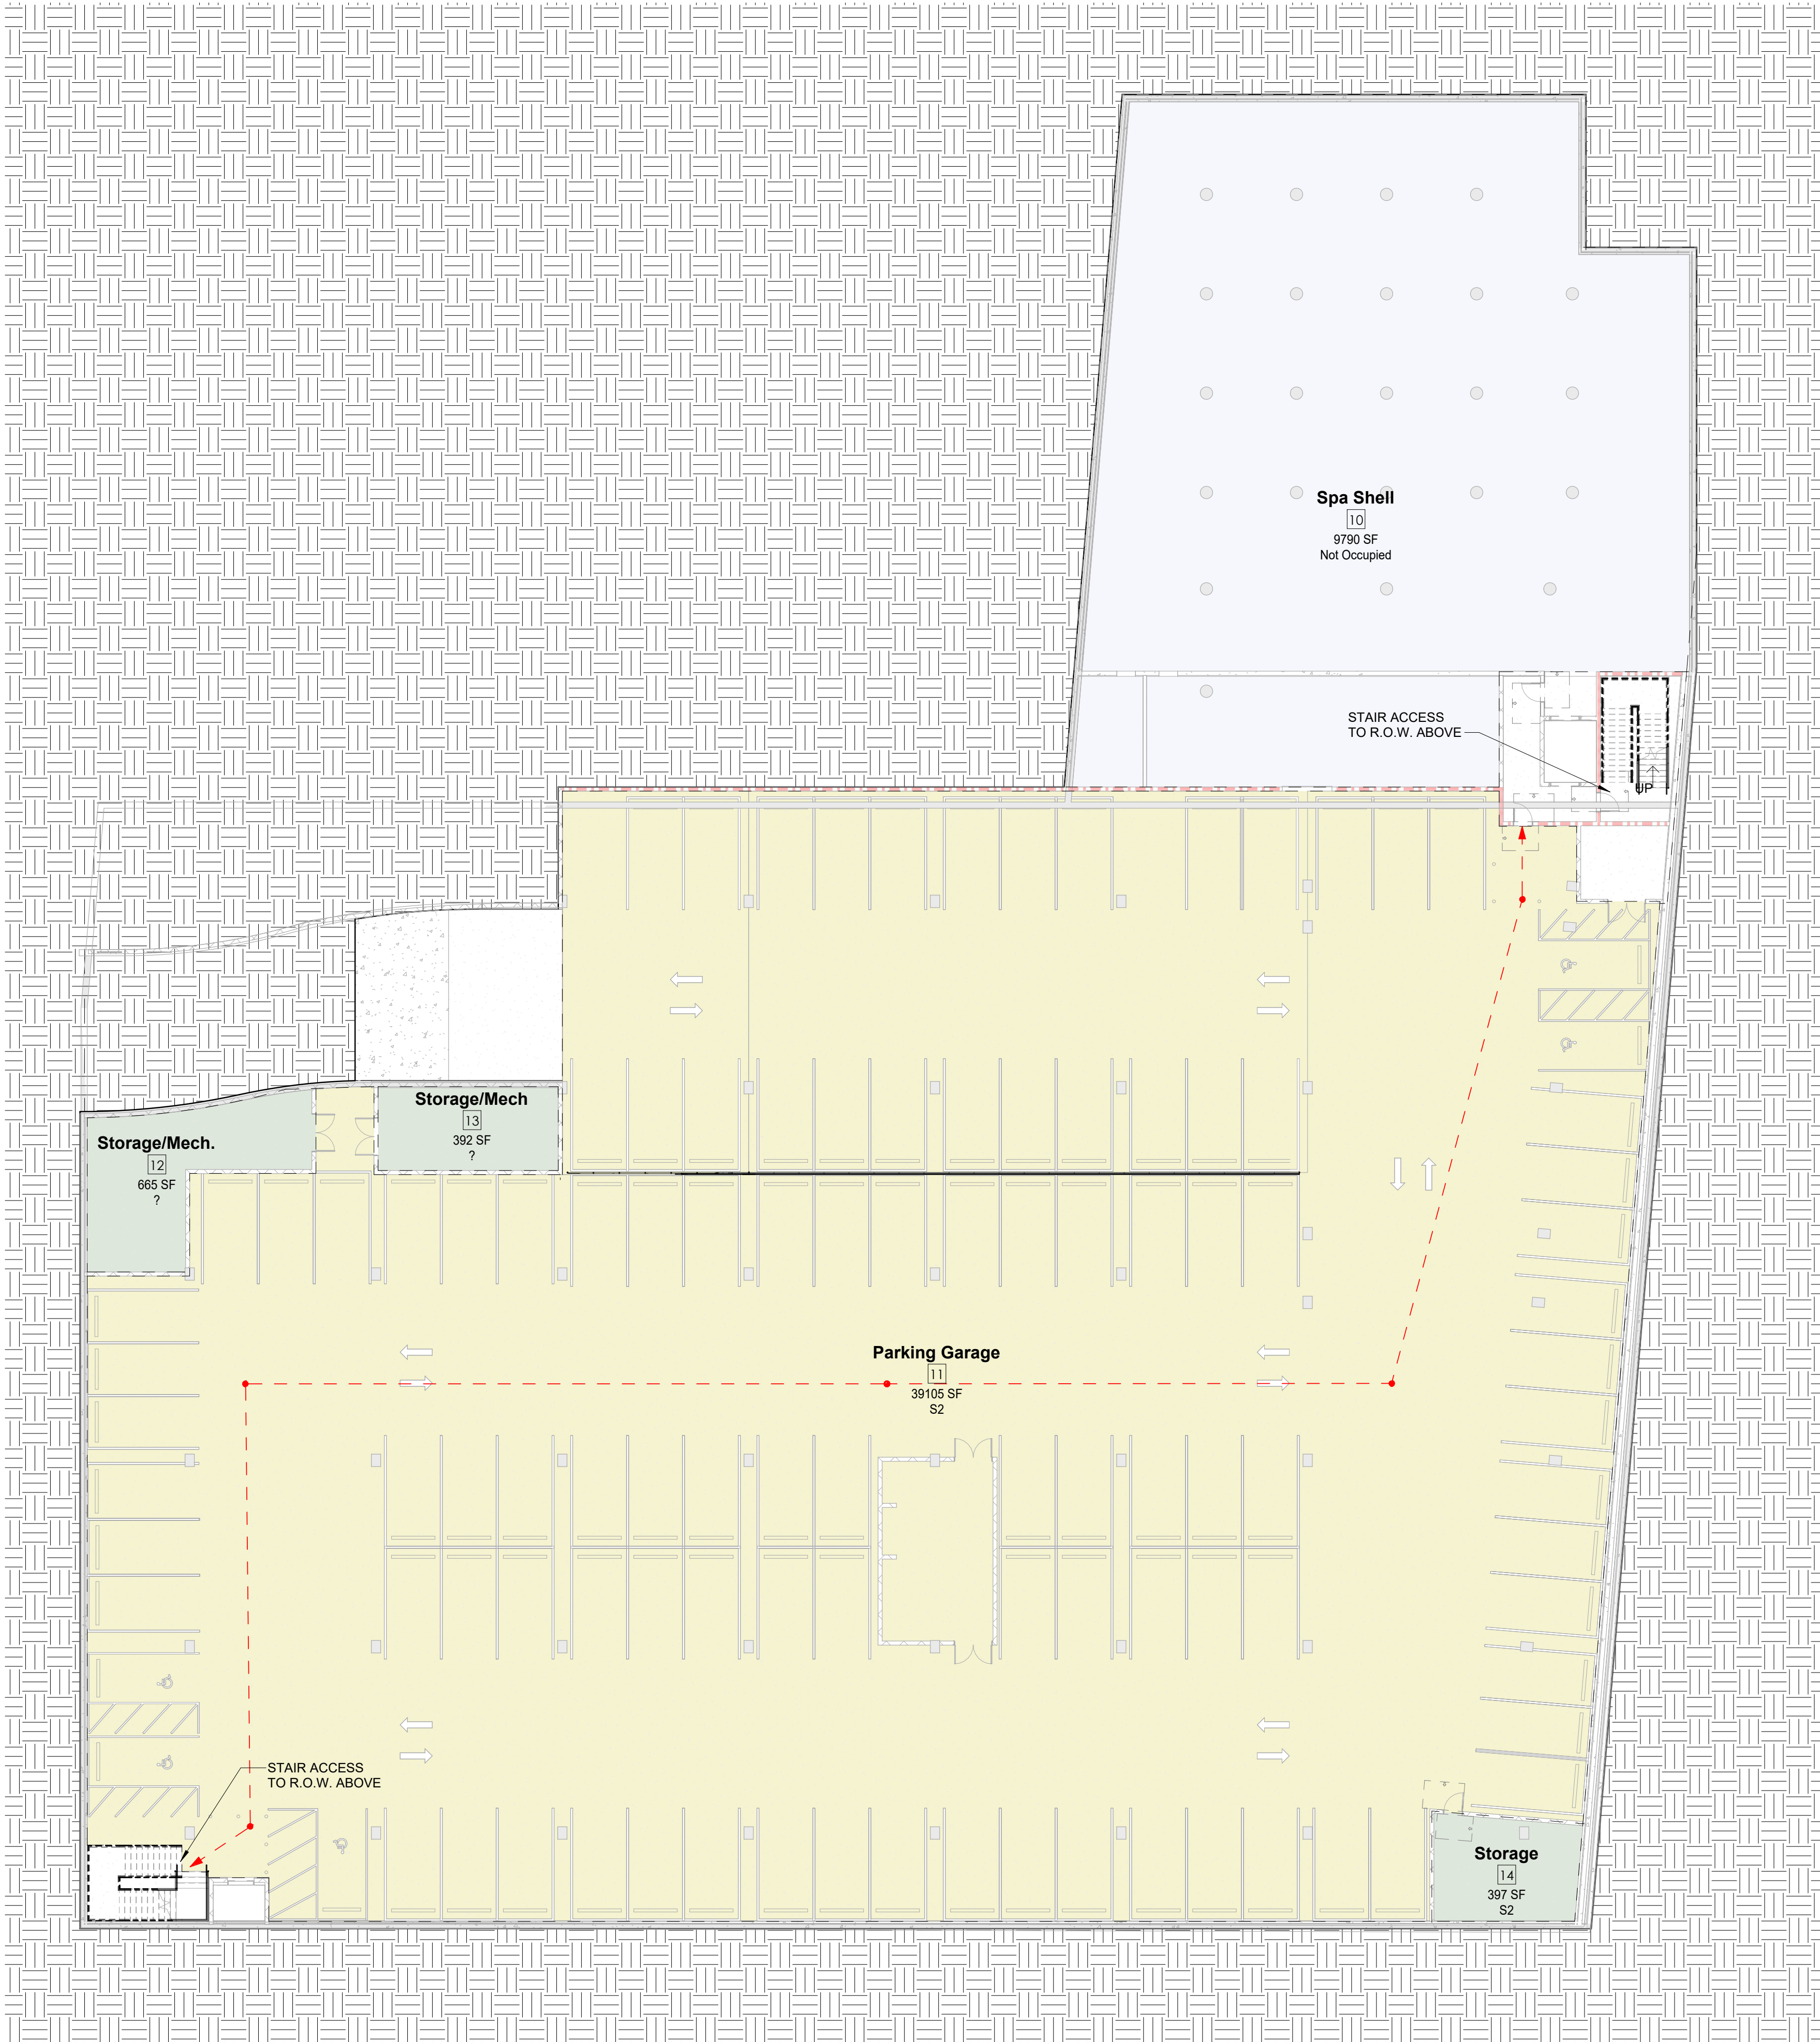 Spa Shell
10
9790 SF
Not Occupied
STAIR ACCESS
TO R.O.W. ABOVE
UP
Storage/Mech
13
392 SF
?
Storage/Mech.
12
665 SF
?
Parking Garage
11
39105 SF
S2
STAIR ACCESS
TO R.O.W. ABOVE
Storage
14
397 SF
S2